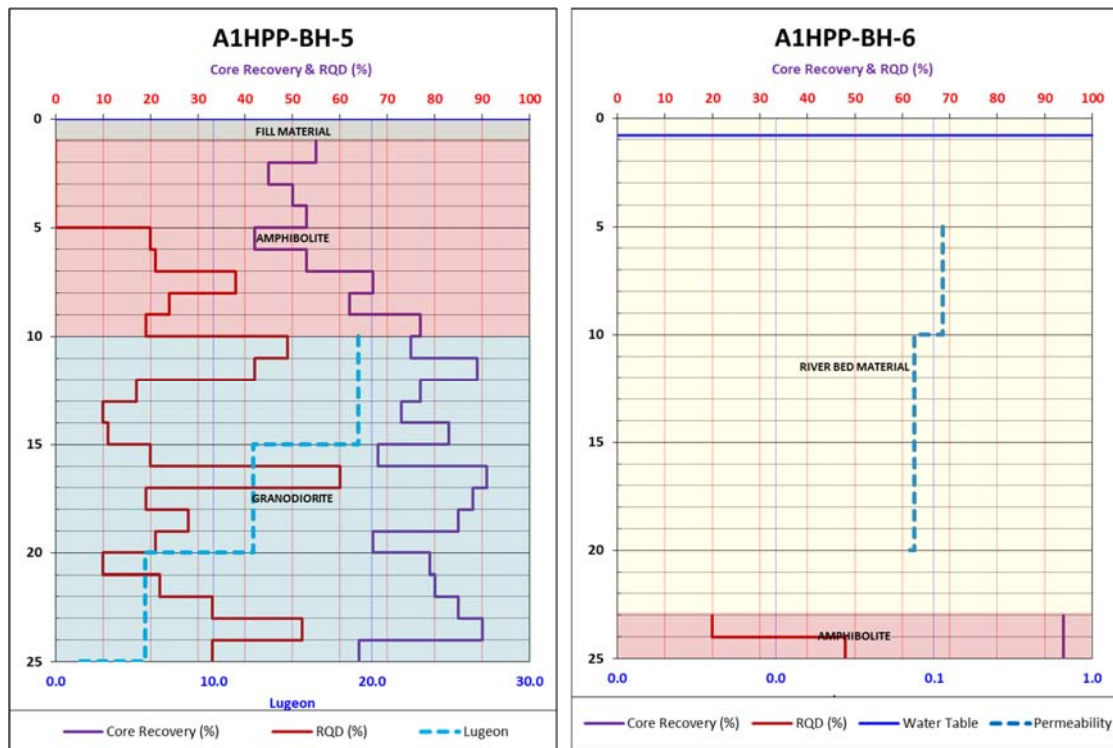 A1HPP-BH-5
Core Recovery & RQD (%)
0 10 20 30 40 50 60 70 80 90 100
0
FILL MATERIAL
5
AMPHIBOLITE
10
15
GRANODIORITE
20
25
0.0 10.0 20.0 30.0
Lugeon
Core Recovery (%) RQD (%) Lugeon
A1HPP-BH-6
Core Recovery & RQD (%)
0 10 20 30 40 50 60 70 80 90 100
0
5
10
RIVER BED MATERIAL
15
20
AMPHIBOLITE
25
0.0 0.0 0.1 1.0
Core Recovery (%) RQD (%) Water Table Permeability